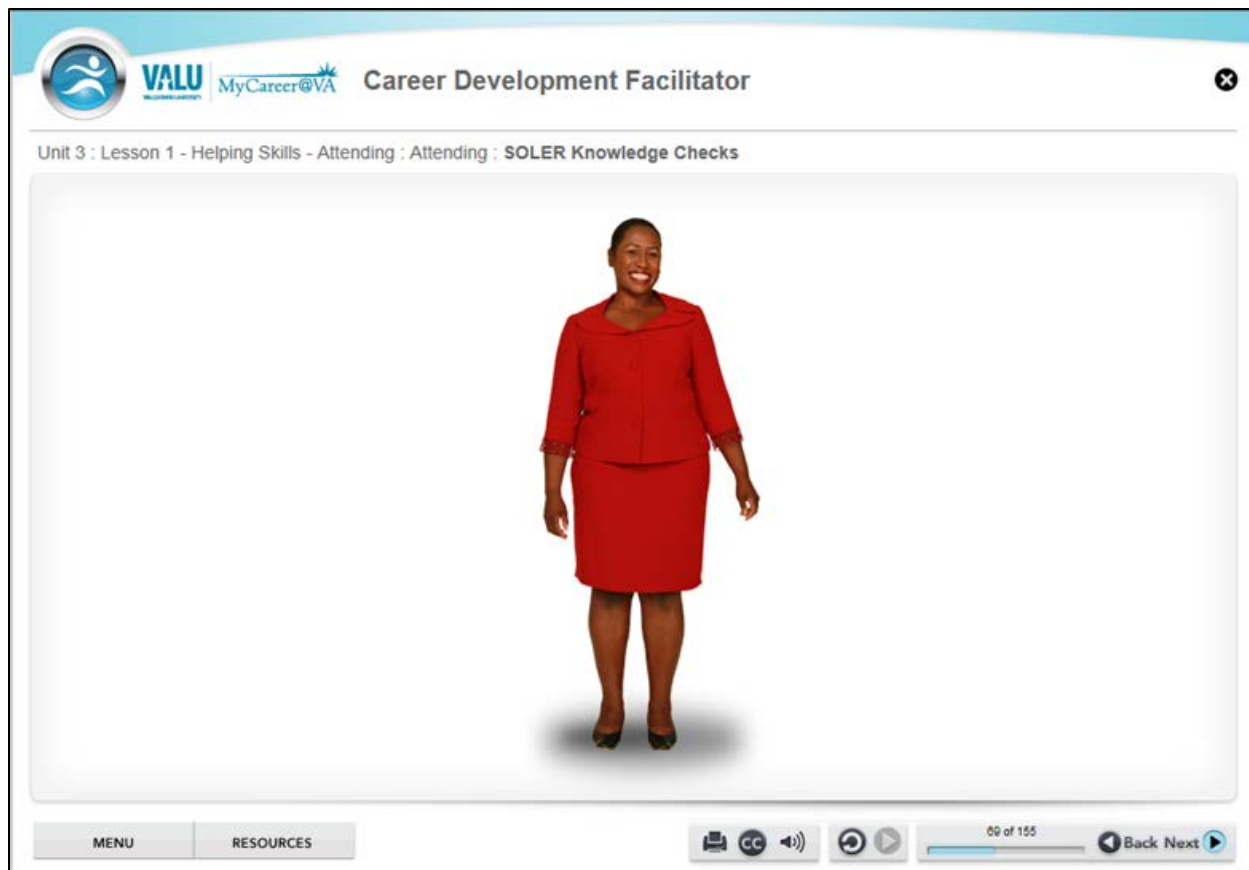 VALU MyCareer@VA Career Development Facilitator
Unit 3 : Lesson 1 - Helping Skills - Attending : Attending : SOLER Knowledge Checks
MENU RESOURCES CC 69 of 155 Back Next